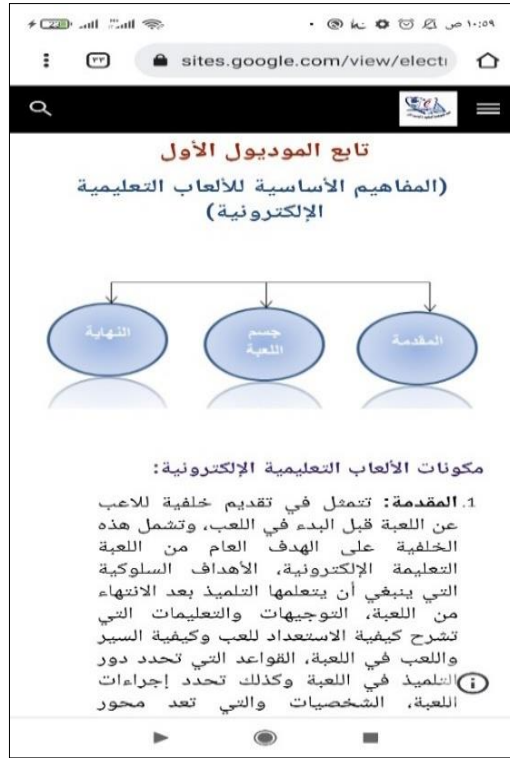 ١٠:٥٩ ص
٢٣
sites.google.com/view/electi
تابع الموديول الأول
(المفاهيم الأساسية للألعاب التعليمية
الإلكترونية)
المقدمة
جسم
اللعبة
النهاية
مكونات الألعاب التعليمية الإلكترونية:
1. المقدمة: تتمثل في تقديم خلفية للاعب
عن اللعبة قبل البدء في اللعب، وتشمل هذه
الخلفية على الهدف العام من اللعبة
التعليمة الإلكترونية، الأهداف السلوكية
التي ينبغي أن يتعلمها التلميذ بعد الانتهاء
من اللعبة، التوجيهات والتعليمات التي
تشرح كيفية الاستعداد للعب وكيفية السير
واللعب في اللعبة، القواعد التي تحدد دور
التلميذ في اللعبة وكذلك تحدد إجراءات
اللعبة، الشخصيات والتي تعد محور